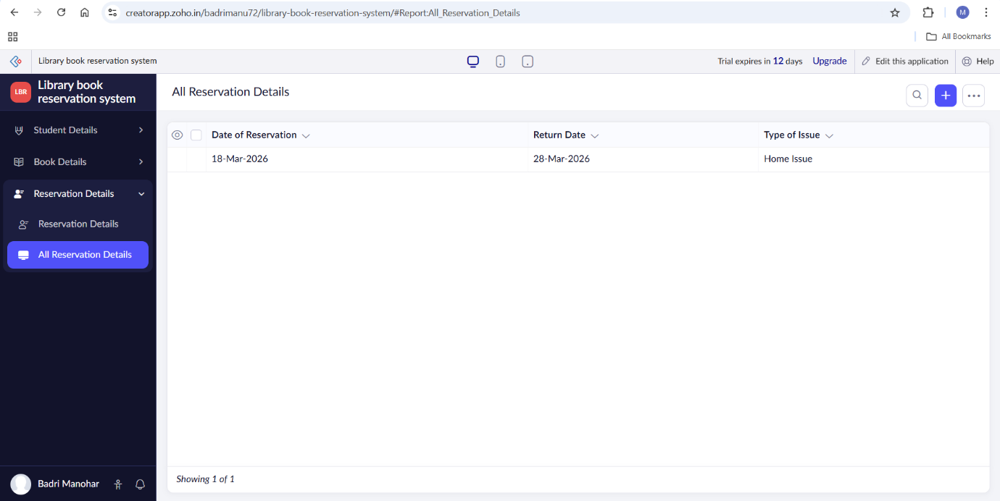 creatorapp.zoho.in/badrimanu72/library-book-reservation-system/#Report:All_Reservation_Details
M
All Bookmarks
Library book reservation system
Trial expires in 12 days
Upgrade
Edit this application
Help
LBR
Library book
reservation system
All Reservation Details
Student Details
Book Details
Reservation Details
Reservation Details
All Reservation Details
Date of Reservation
Return Date
Type of Issue
18-Mar-2026
28-Mar-2026
Home Issue
Showing 1 of 1
Badri Manohar